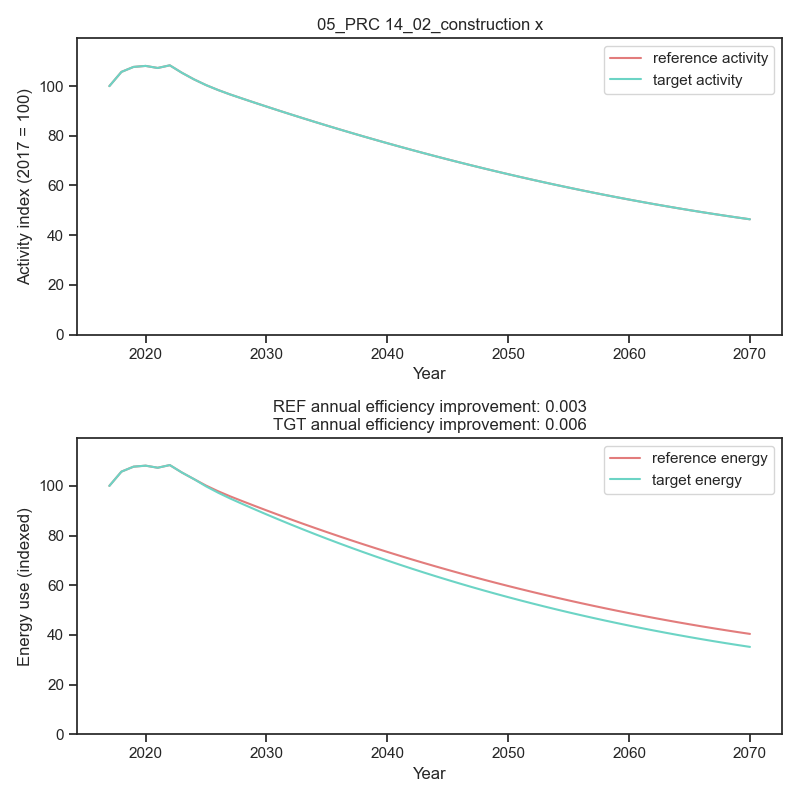 05_PRC 14_02_construction x
reference activity
target activity
Activity index (2017 = 100)
100
80
60
40
20
0
2020 2030 2040 2050 2060 2070
Year
REF annual efficiency improvement: 0.003
TGT annual efficiency improvement: 0.006
reference energy
target energy
Energy use (indexed)
100
80
60
40
20
0
2020 2030 2040 2050 2060 2070
Year